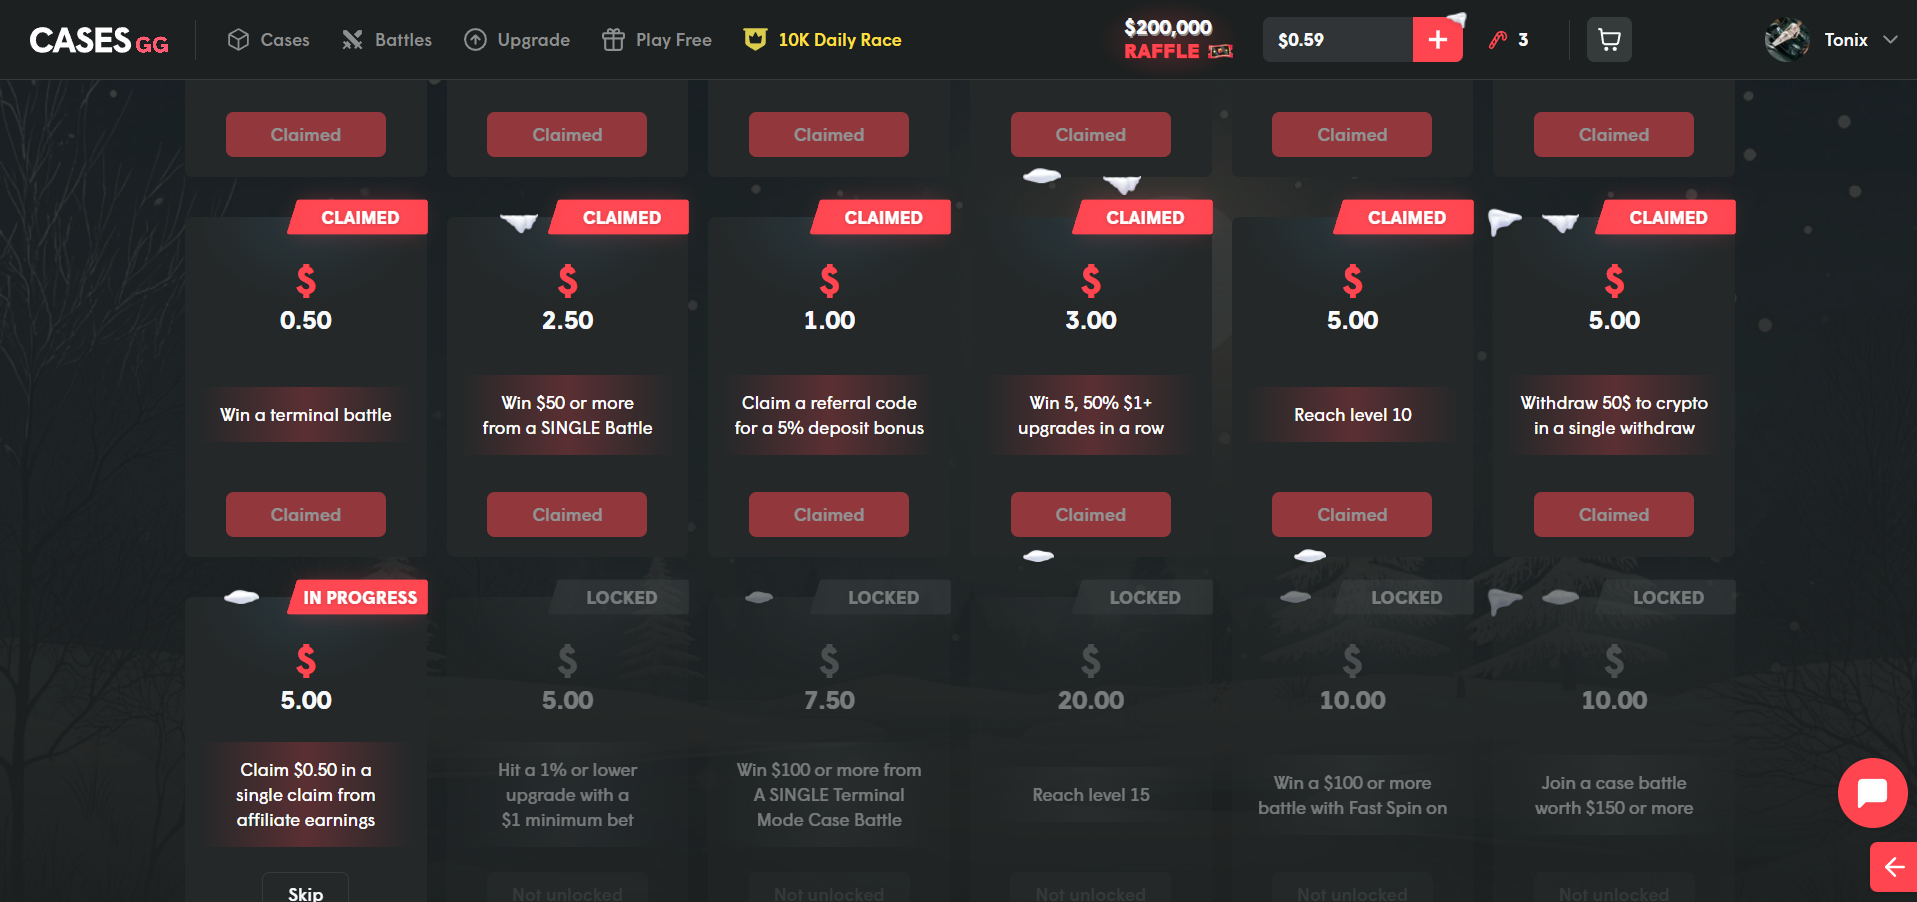 CASES GG
Cases
Battles
Upgrade
Play Free
10K Daily Race
$200,000
RAFFLE
$0.59
3
Tonix
Claimed
Claimed
Claimed
Claimed
Claimed
Claimed
CLAIMED
CLAIMED
CLAIMED
CLAIMED
CLAIMED
CLAIMED
$
0.50
$
2.50
$
1.00
$
3.00
$
5.00
$
5.00
Win a terminal battle
Win $50 or more
from a SINGLE Battle
Claim a referral code
for a 5% deposit bonus
Win 5, 50% $1+
upgrades in a row
Reach level 10
Withdraw 50$ to crypto
in a single withdraw
Claimed
Claimed
Claimed
Claimed
Claimed
Claimed
IN PROGRESS
LOCKED
LOCKED
LOCKED
LOCKED
LOCKED
$
5.00
$
5.00
$
7.50
$
20.00
$
10.00
$
10.00
Claim $0.50 in a
single claim from
affiliate earnings
Hit a 1% or lower
upgrade with a
$1 minimum bet
Win $100 or more from
A SINGLE Terminal
Mode Case Battle
Reach level 15
Win a $100 or more
battle with Fast Spin on
Join a case battle
worth $150 or more
Skip
Not unlocked
Not unlocked
Not unlocked
Not unlocked
Not unlocked